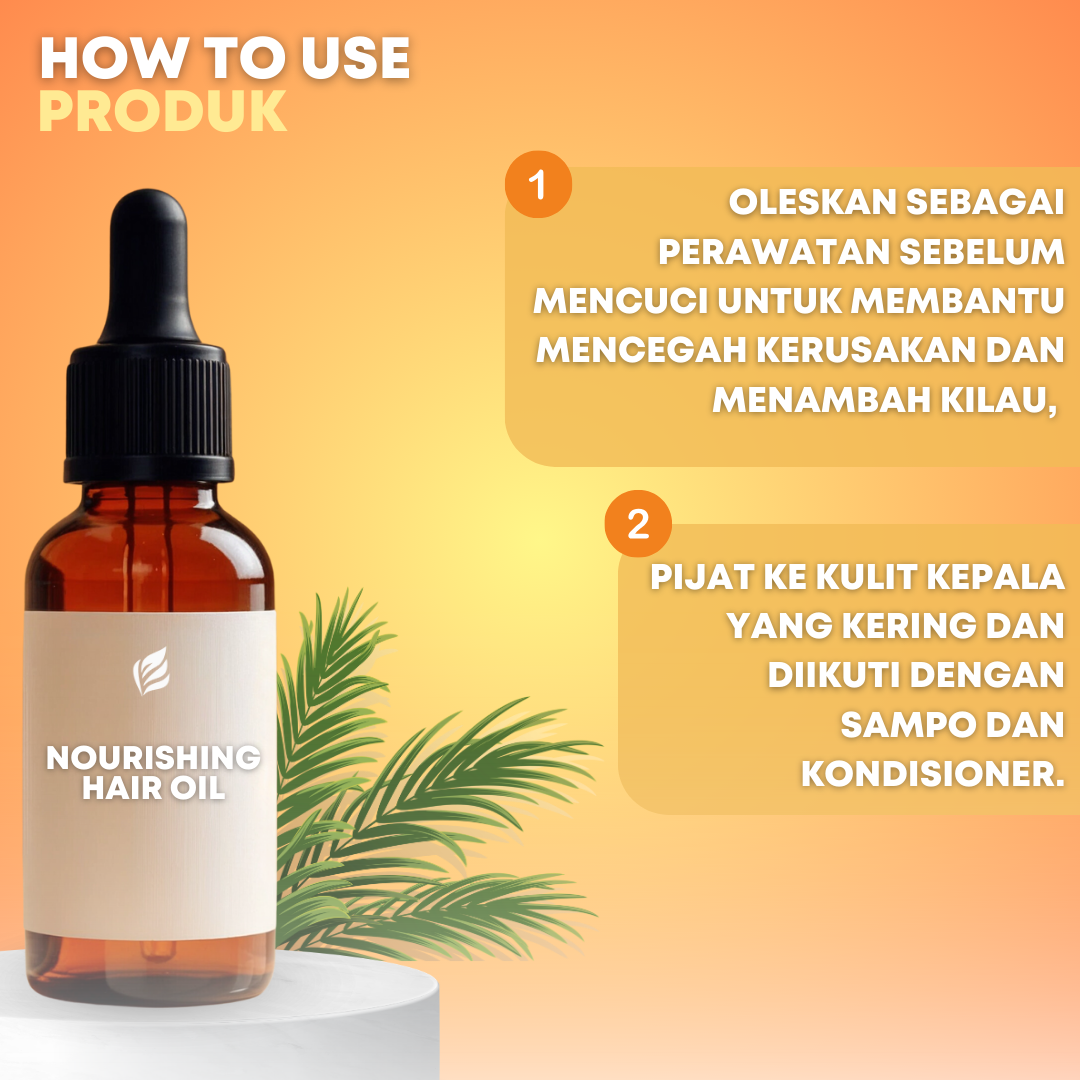 HOW TO USE
PRODUK
1
OLESKAN SEBAGAI
PERAWATAN SEBELUM
MENCUCI UNTUK MEMBANTU
MENCEGAH KERUSAKAN DAN
MENAMBAH KILAU,
2
PIJAT KE KULIT KEPALA
YANG KERING DAN
DIIKUTI DENGAN
SAMPO DAN
KONDISIONER.
NOURISHING
HAIR OIL